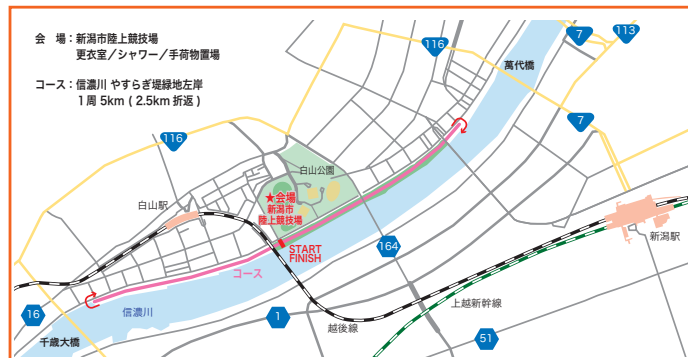 会　場：新潟市陸上競技場
更衣室／シャワー／手荷物置場
コース：信濃川 やすらぎ堤緑地左岸
1周 5km ( 2.5km 折返 )
116
7
113
萬代橋
116
7
白山公園
白山駅
★会場
新潟市
陸上競技場
START
FINISH
164
新潟駅
コース
上越新幹線
16
信濃川
1
越後線
51
千歳大橋